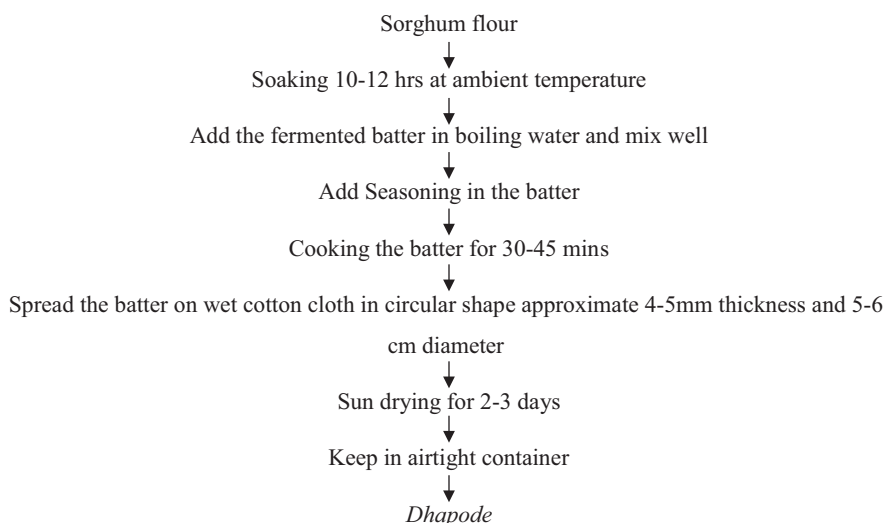 Sorghum flour
Soaking 10-12 hrs at ambient temperature
Add the fermented batter in boiling water and mix well
Add Seasoning in the batter
Cooking the batter for 30-45 mins
Spread the batter on wet cotton cloth in circular shape approximate 4-5mm thickness and 5-6
cm diameter
Sun drying for 2-3 days
Keep in airtight container
Dhapode